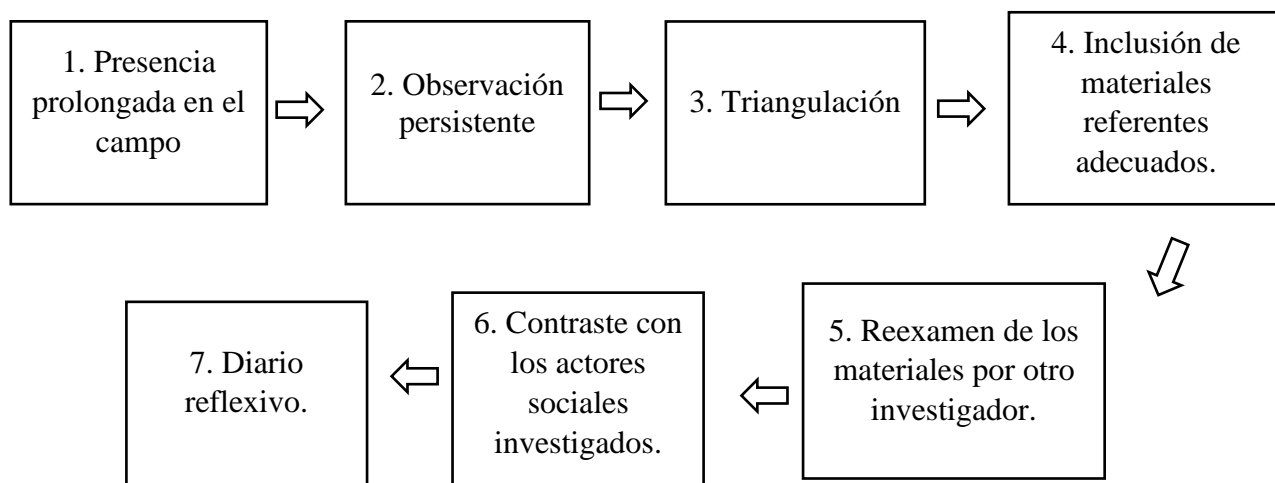 1. Presencia
prolongada en el
campo
2. Observación
persistente
3. Triangulación
4. Inclusión de
materiales
referentes
adecuados.
5. Reexamen de los
materiales por otro
investigador.
6. Contraste con
los actores
sociales
investigados.
7. Diario
reflexivo.